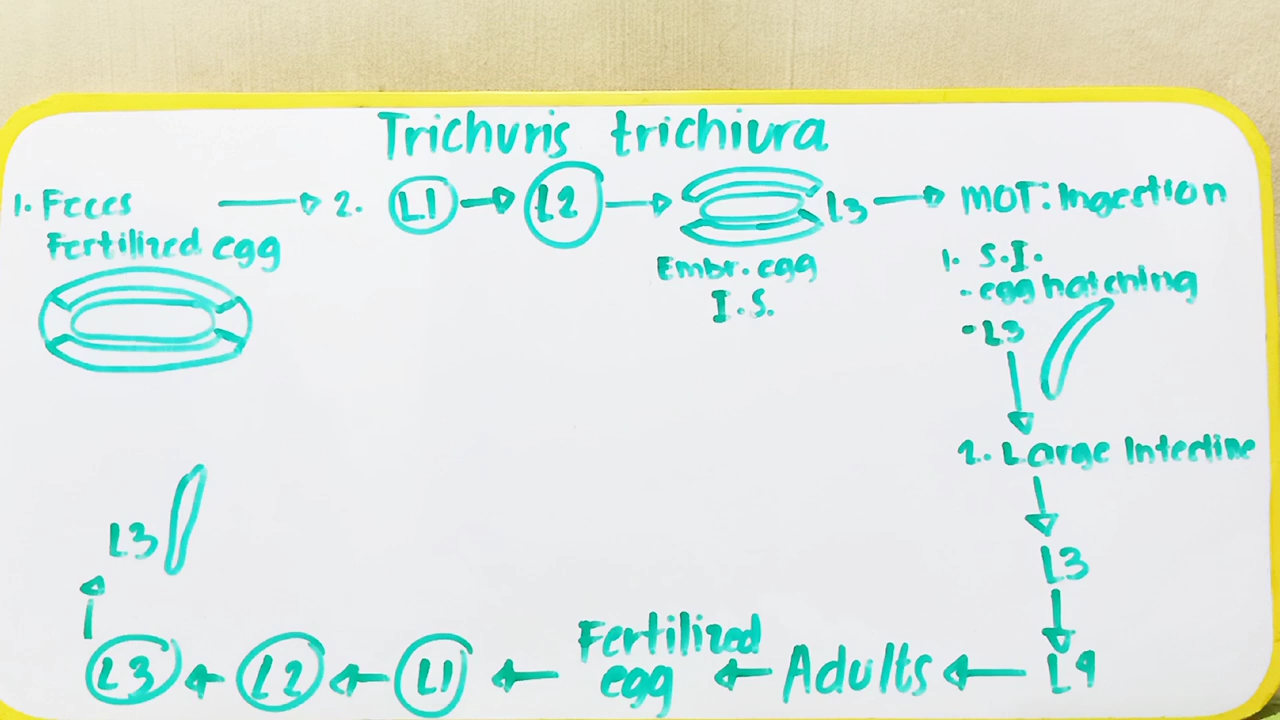 Trichuris trichiura
1. Feces
Fertilized egg
2. L1 L2 L3
Embr. egg
I.S.
MOT: Ingestion
1. S.I.
- egg hatching
- L3
2. Large Intestine
L3
L4
Adults
Fertilized
egg
L1
L2
L3
L3